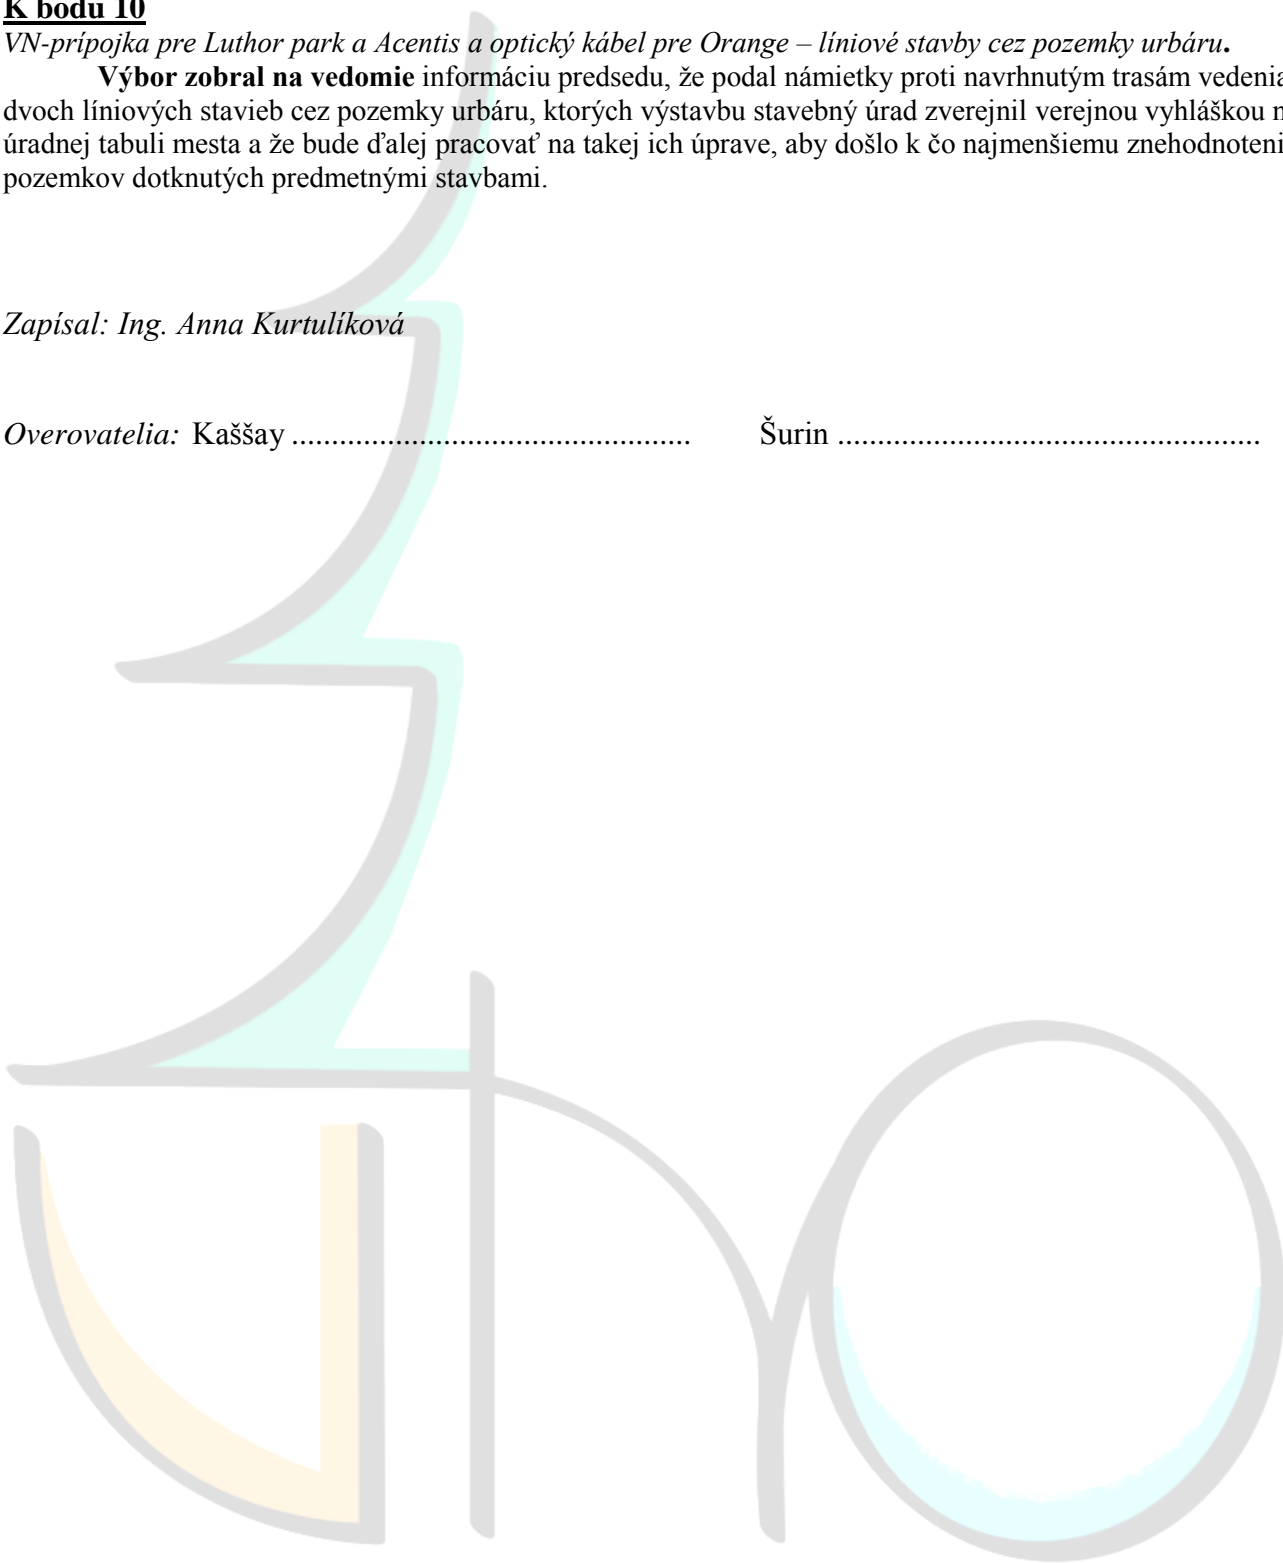 K bodu 10
VN-prípojka pre Luthor park a Acentis a optický kábel pre Orange – líniové stavby cez pozemky urbáru.
Výbor zobral na vedomie informáciu predsedu, že podal námietky proti navrhnutým trasám vedenia
dvoch líniových stavieb cez pozemky urbáru, ktorých výstavbu stavebný úrad zverejnil verejnou vyhláškou
úradnej tabuli mesta a že bude ďalej pracovať na takej ich úprave, aby došlo k čo najmenšiemu
pozemkov dotknutých predmetnými stavbami.
Zapísal: Ing. Anna Kurtulíková
Overovatelia: Kaššay .................................................. Šurin .....................................................